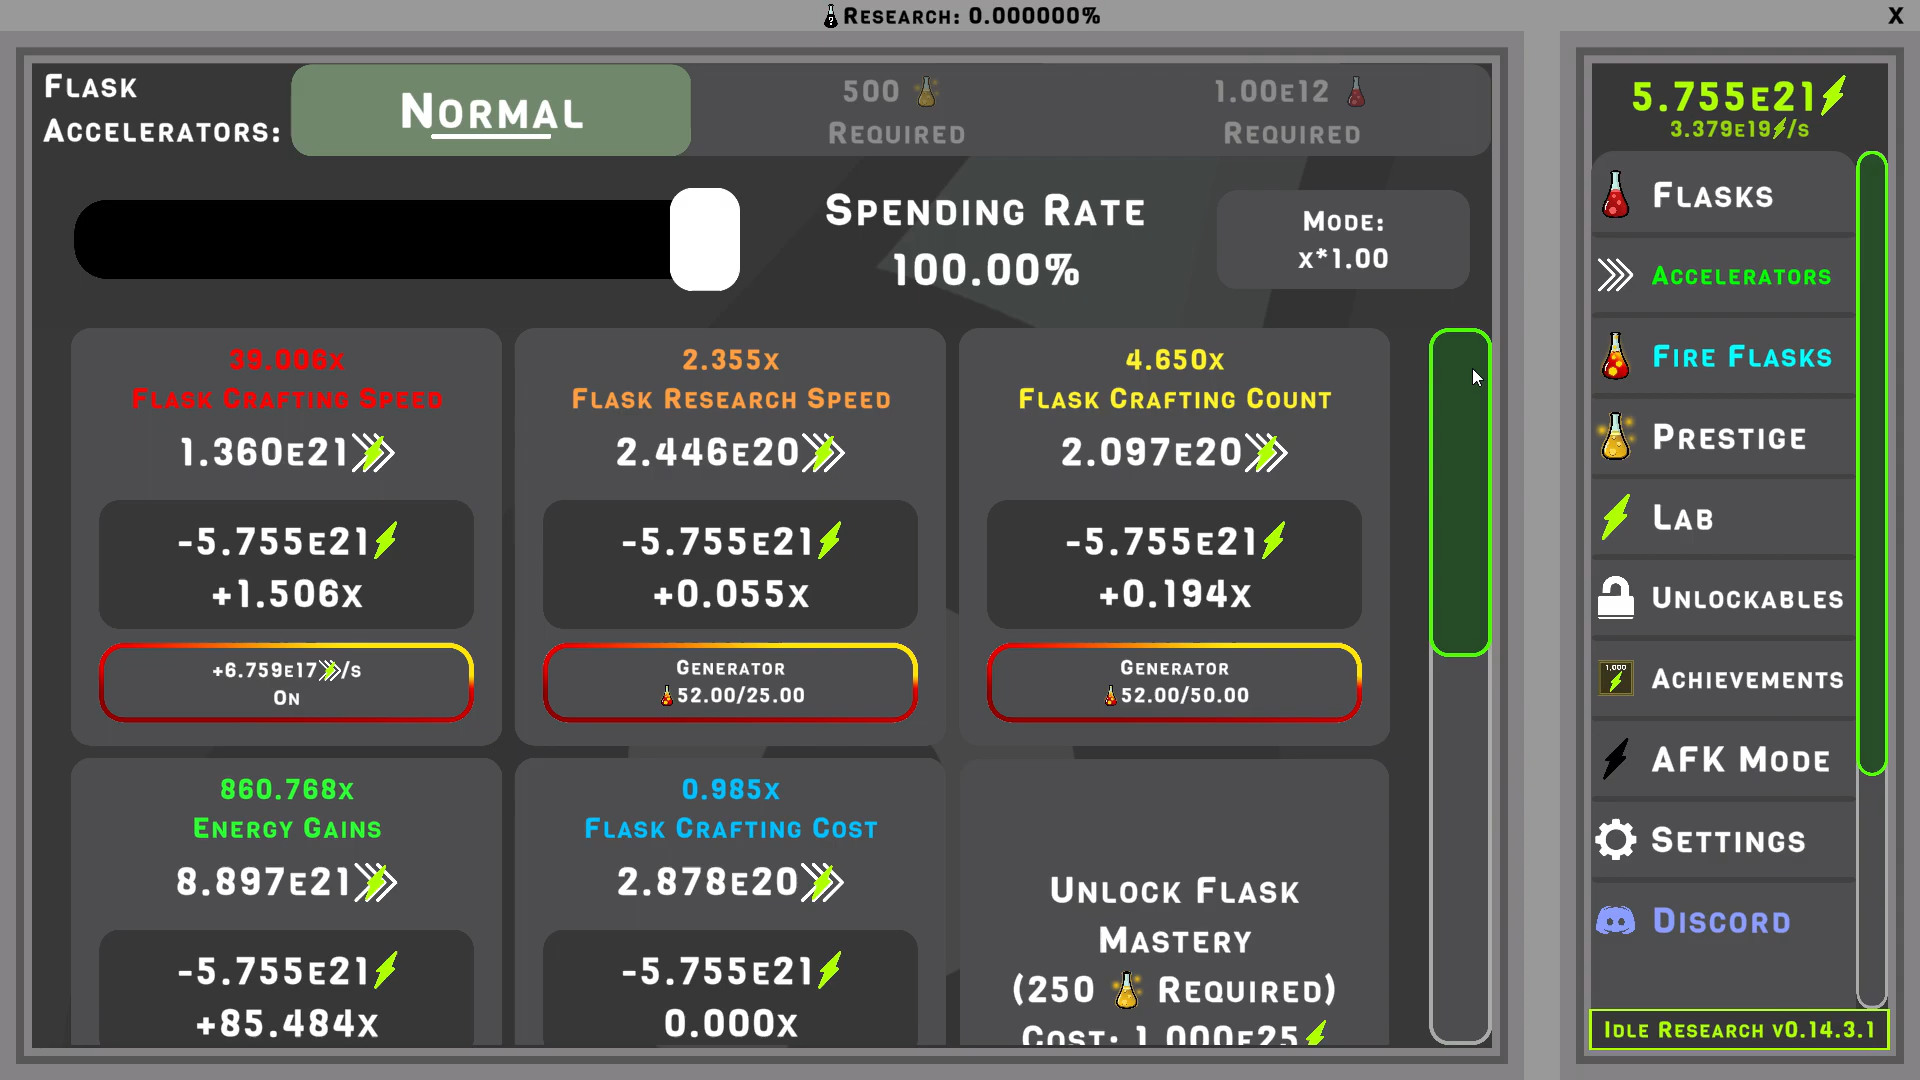 Research: 0.000000%
X
Flask
Accelerators:
Normal
500
Required
1.00e12
Required
Spending Rate
100.00%
Mode:
x*1.00
39.006x
Flask Crafting Speed
1.360e21
-5.755e21
+1.506x
+6.759e17/s
On
2.355x
Flask Research Speed
2.446e20
-5.755e21
+0.055x
Generator
52.00/25.00
4.650x
Flask Crafting Count
2.097e20
-5.755e21
+0.194x
Generator
52.00/50.00
860.768x
Energy Gains
8.897e21
-5.755e21
+85.484x
0.985x
Flask Crafting Cost
2.878e20
-5.755e21
0.000x
Unlock Flask
Mastery
(250 Required)
Cost: 1.000e25
5.755e21
3.379e19/s
Flasks
Accelerators
Fire Flasks
Prestige
Lab
Unlockables
1,000
Achievements
AFK Mode
Settings
Discord
Idle Research v0.14.3.1